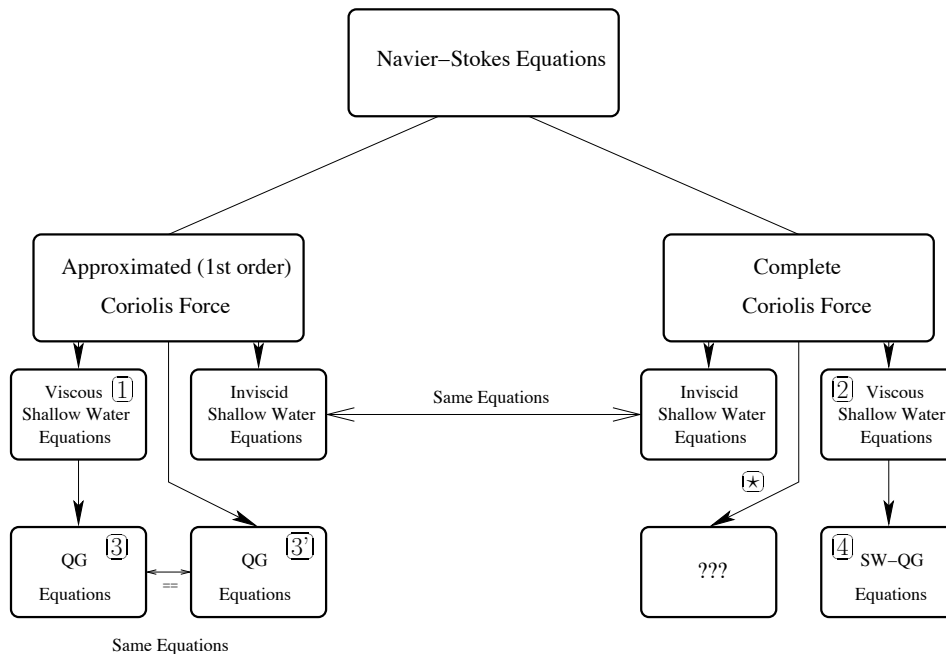 Navier−Stokes Equations
Approximated (1st order)
Coriolis Force
Complete
Coriolis Force
Viscous 1
Shallow Water
Equations
Inviscid
Shallow Water
Equations
Same Equations
Inviscid
Shallow Water
Equations
2 Viscous
Shallow Water
Equations
⋆
QG 3
Equations
==
QG 3'
Equations
???
4 SW−QG
Equations
Same Equations